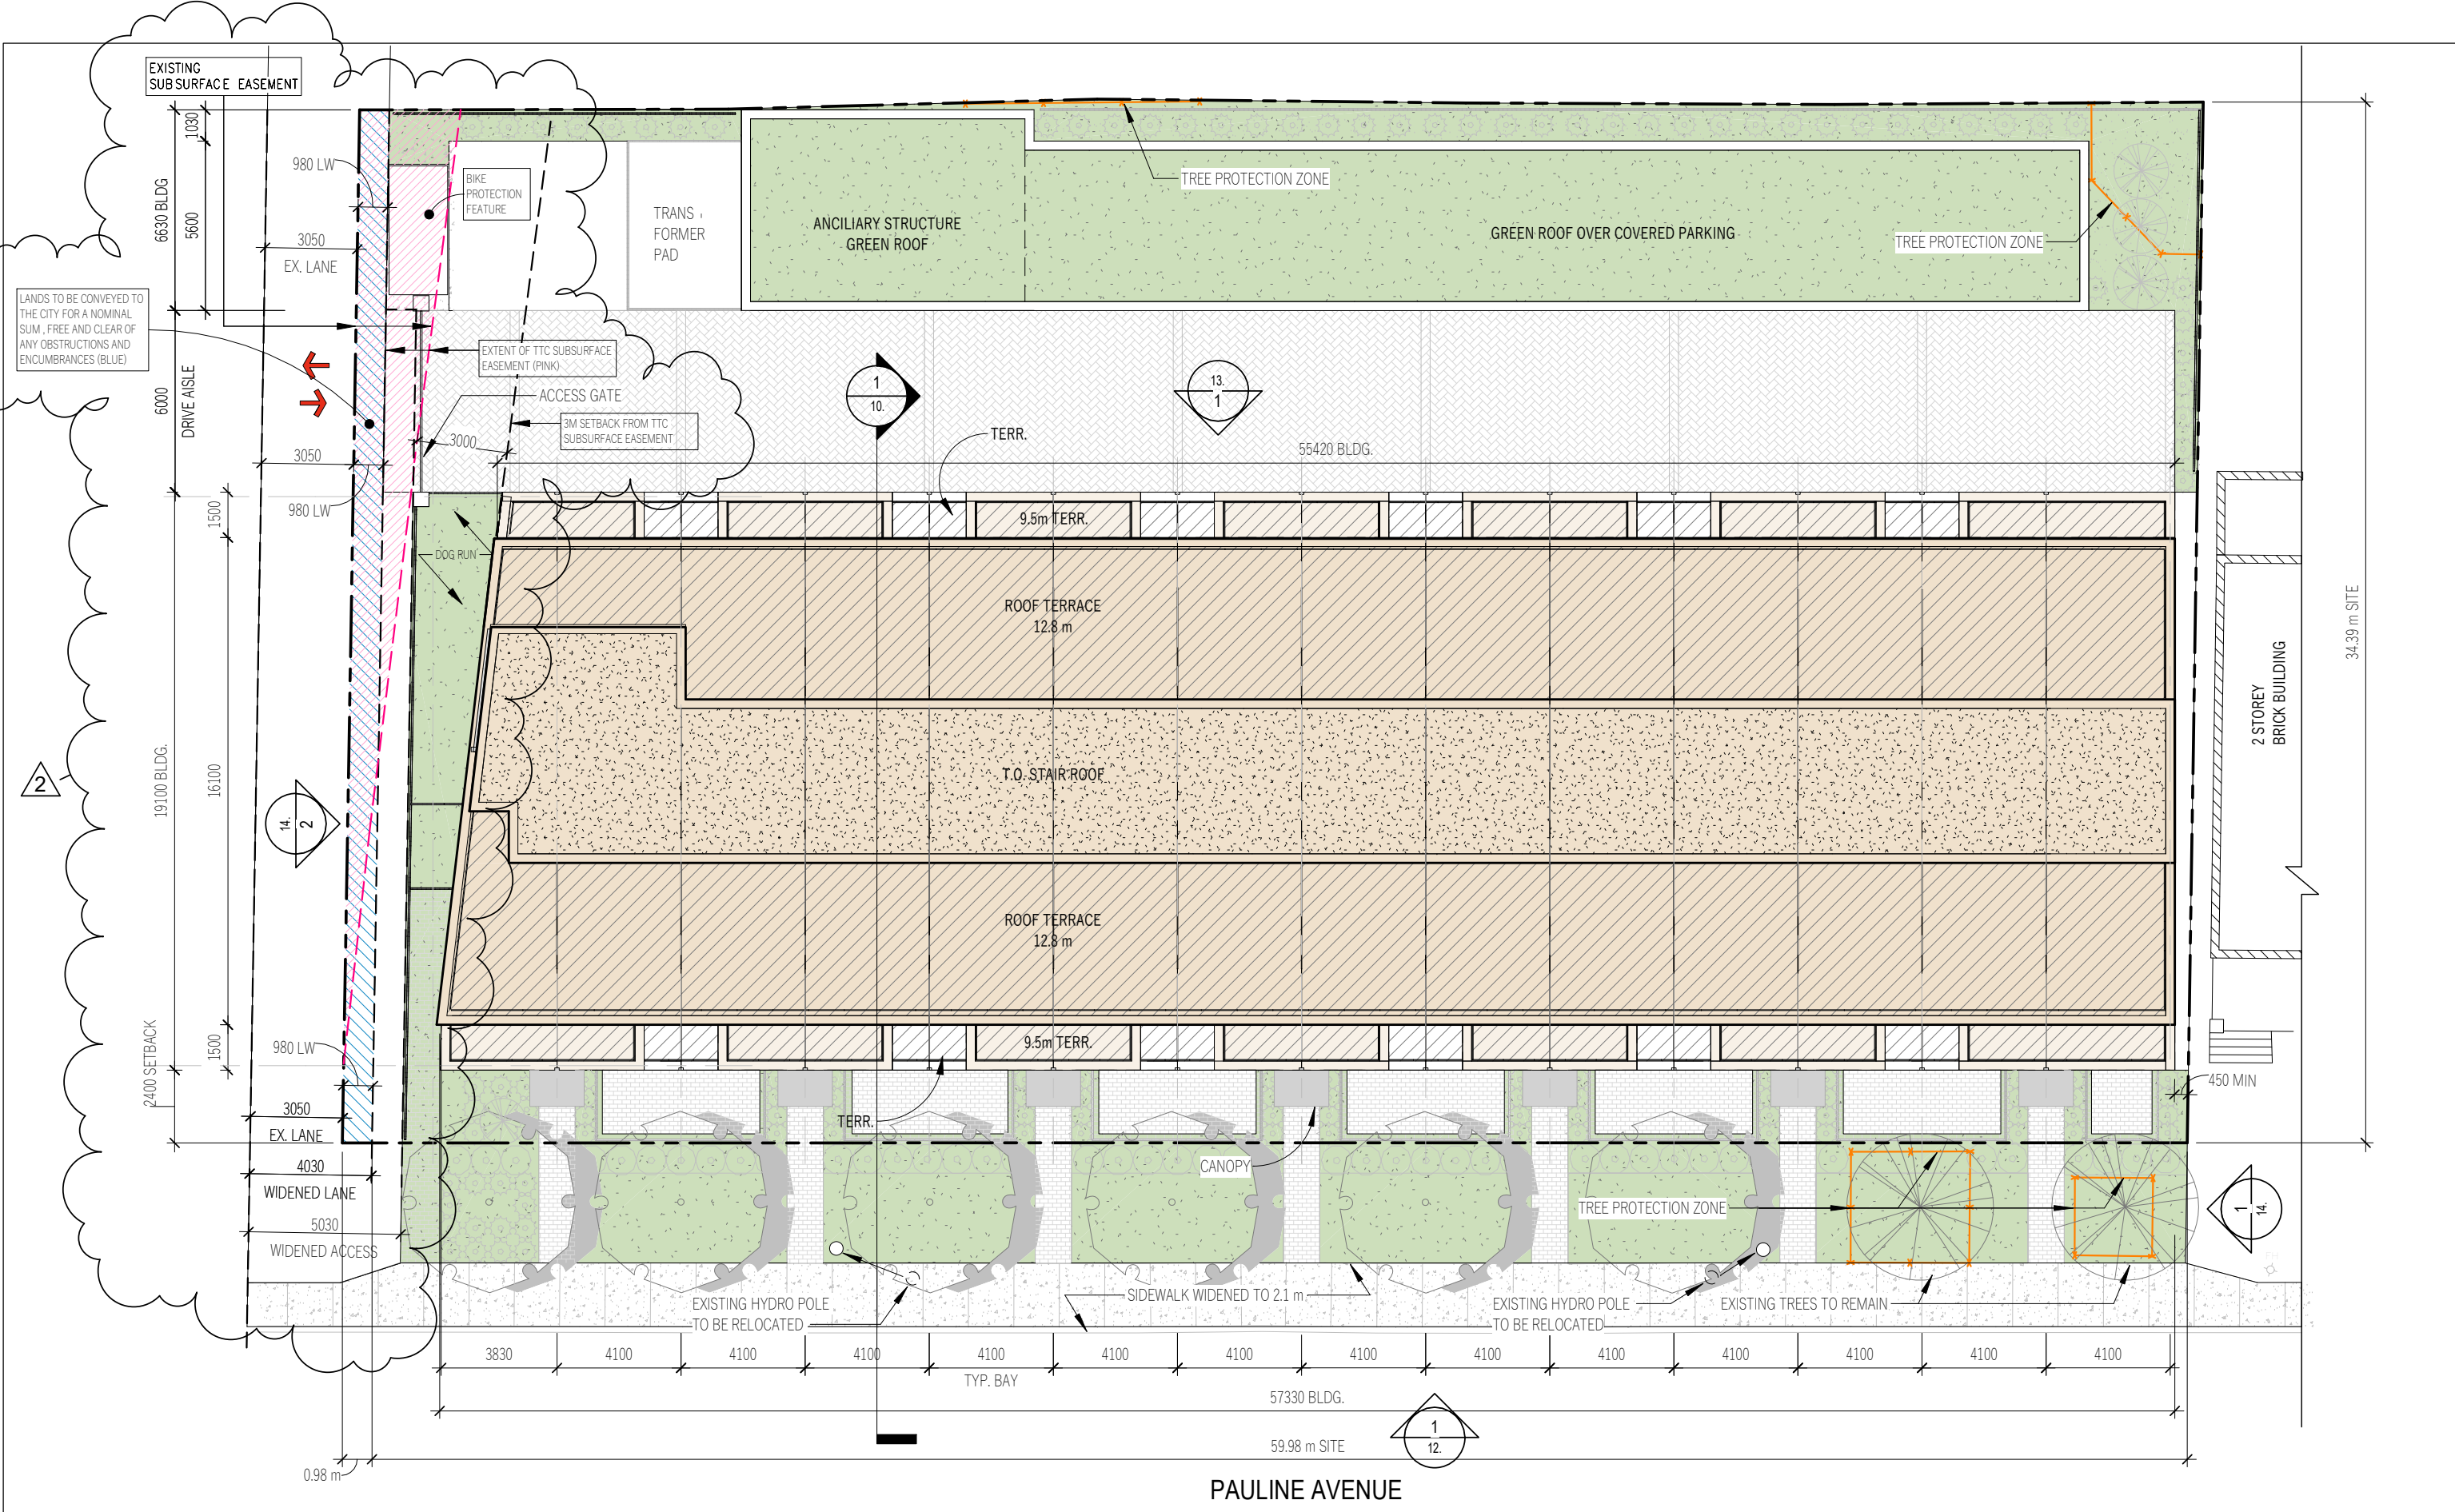 EXISTING
SUBSURFACE EASEMENT
1030
980 LW
6630 BLDG
5600
BIKE
PROTECTION
FEATURE
TRANS
FORMER
PAD
ANCILIARY STRUCTURE
GREEN ROOF
TREE PROTECTION ZONE
GREEN ROOF OVER COVERED PARKING
TREE PROTECTION ZONE
3050
EX. LANE
LANDS TO BE CONVEYED TO
THE CITY FOR A NOMINAL
SUM , FREE AND CLEAR OF
ANY OBSTRUCTIONS AND
ENCUMBRANCES (BLUE)
EXTENT OF TTC SUBSURFACE
EASEMENT (PINK)
ACCESS GATE
3M SETBACK FROM TTC
SUBSURFACE EASEMENT
6000
DRIVE AISLE
3000
3050
980 LW
1
10.
13.
1
TERR.
55420 BLDG.
1500
DOG RUN
9.5m TERR.
ROOF TERRACE
12.8 m
34.39 m SITE
2 STOREY
BRICK BUILDING
2
19100 BLDG.
16100
14.
2
T.O. STAIR ROOF
ROOF TERRACE
12.8 m
2400 SETBACK
1500
980 LW
9.5m TERR.
450 MIN
3050
EX. LANE
TERR.
CANOPY
4030
WIDENED LANE
5030
WIDENED ACCESS
TREE PROTECTION ZONE
1
14.
EXISTING HYDRO POLE
TO BE RELOCATED
SIDEWALK WIDENED TO 2.1 m.
EXISTING HYDRO POLE
TO BE RELOCATED
EXISTING TREES TO REMAIN
3830 4100 4100 4100 4100 4100 4100 4100 4100 4100 4100 4100 4100 4100
TYP. BAY
57330 BLDG.
1
12.
59.98 m SITE
0.98 m
PAULINE AVENUE